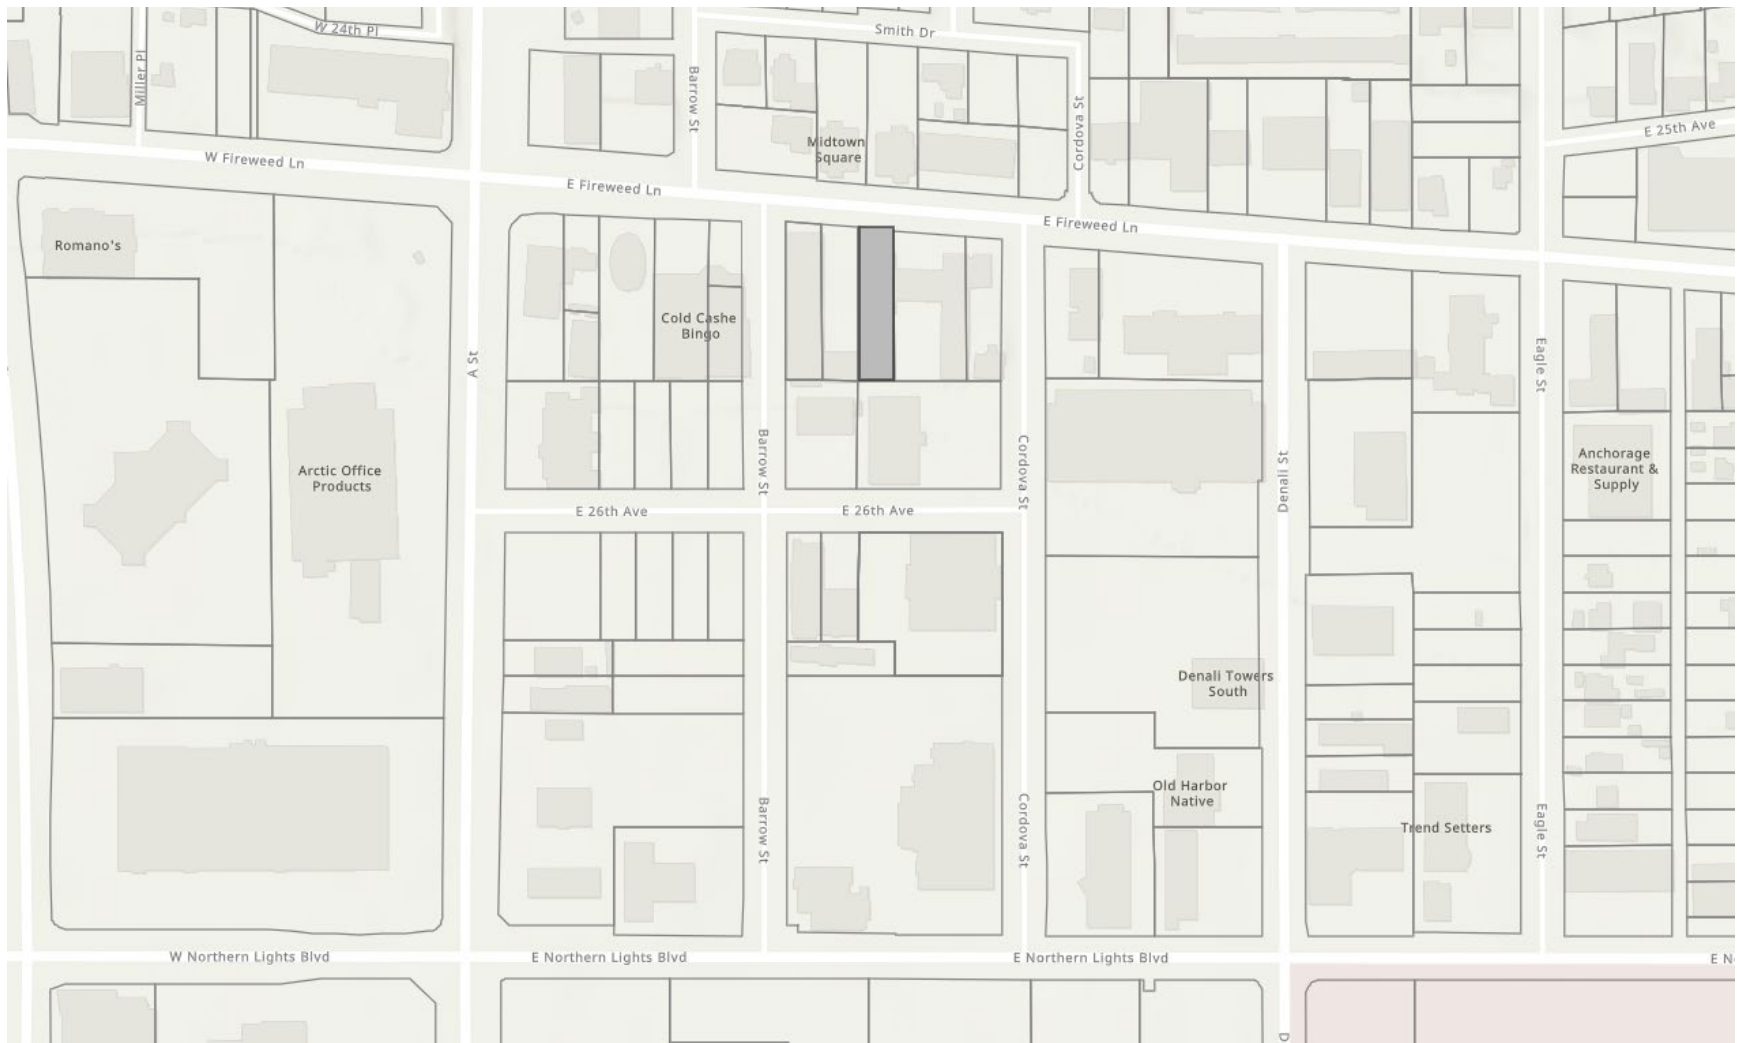 W 24th Pl
Smith Dr
Miller Pl
Barrow St
Cordova St
E 25th Ave
Midtown
Square
W Fireweed Ln
E Fireweed Ln
E Fireweed Ln
Romano's
Cold Cashe
Bingo
A St
Eagle St
Arctic Office
Products
Barrow St
Cordova St
Denali St
Anchorage
Restaurant &
Supply
E 26th Ave
E 26th Ave
Denali Towers
South
Old Harbor
Native
Barrow St
Cordova St
Trend Setters
Eagle St
W Northern Lights Blvd
E Northern Lights Blvd
E Northern Lights Blvd
E N
D